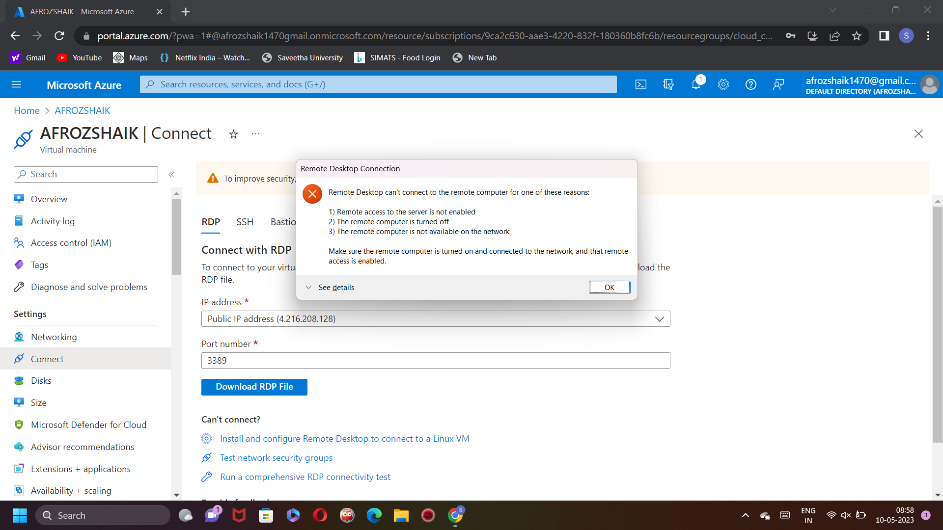 AFROZSHAIK - Microsoft Azure
portal.azure.com/?pwa=1#@afrozshaik1470gmail.onmicrosoft.com/resource/subscriptions/9ca2c630-aae3-4220-832f-180360b8fc6b/resourcegroups/cloud_c...
S
Gmail
YouTube
Maps
Netflix India – Watch...
Saveetha University
SIMATS - Food Login
New Tab
Microsoft Azure
Search resources, services, and docs (G+/)
1
afrozshaik1470@gmail.c...
DEFAULT DIRECTORY (AFROZSHA...
Home > AFROZSHAIK
AFROZSHAIK | Connect
Virtual machine
Search
Overview
Activity log
Access control (IAM)
Tags
Diagnose and solve problems
Settings
Networking
Connect
Disks
Size
Microsoft Defender for Cloud
Advisor recommendations
Extensions + applications
Availability + scaling
To improve security,
RDP
SSH
Bastio
Connect with RDP
To connect to your virtu
load the
RDP file.
IP address *
Public IP address (4.216.208.128)
Port number *
3389
Download RDP File
Can't connect?
Install and configure Remote Desktop to connect to a Linux VM
Test network security groups
Run a comprehensive RDP connectivity test
Remote Desktop Connection
Remote Desktop can't connect to the remote computer for one of these reasons:
1) Remote access to the server is not enabled
2) The remote computer is turned off
3) The remote computer is not available on the network
Make sure the remote computer is turned on and connected to the network, and that remote
access is enabled.
See details
OK
Search
1
ENG
IN
08:58
10-05-2023
1